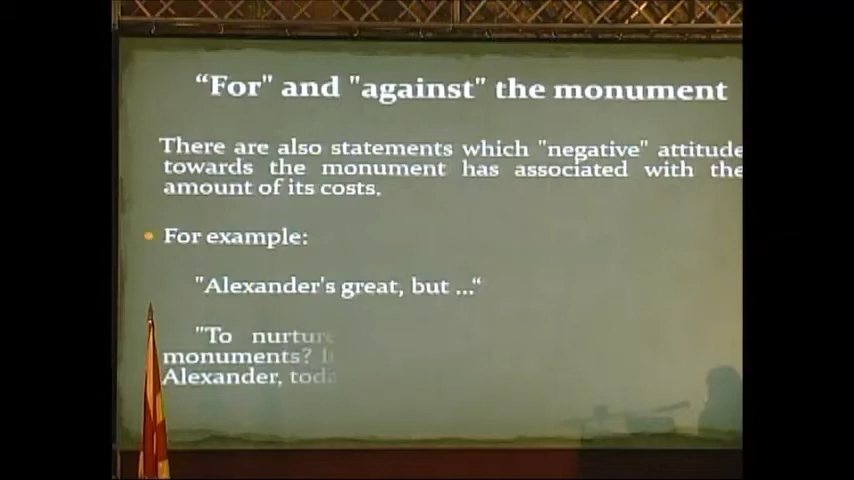 “For" and "against" the monument
There are also statements which "negative" attitude
towards the monument has associated with the
amount of its costs.
For example:
"Alexander's great, but ...“
"To nurture
monuments?
Alexander,